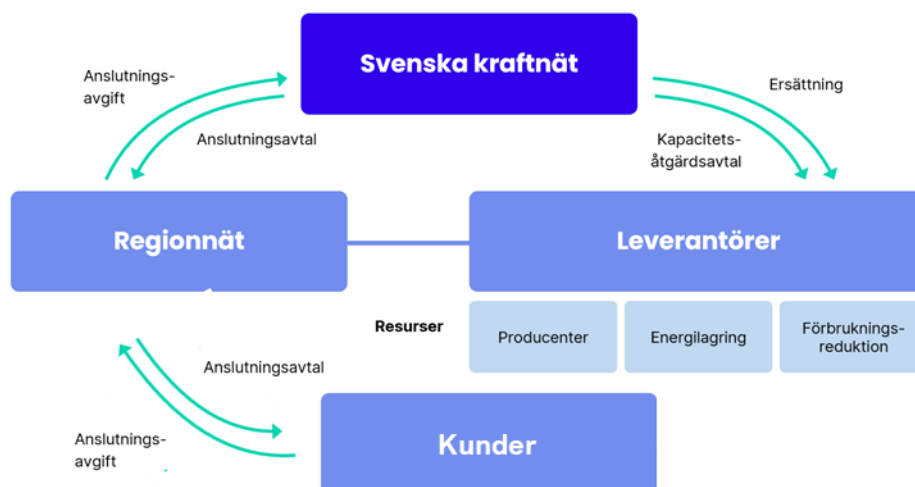 Svenska kraftnät
Anslutnings-
avgift
Anslutningsavtal
Ersättning
Kapacitets-
åtgärdsavtal
Regionnät
Leverantörer
Resurser
Producenter
Energilagring
Förbruknings-
reduktion
Anslutningsavtal
Anslutnings-
avgift
Kunder